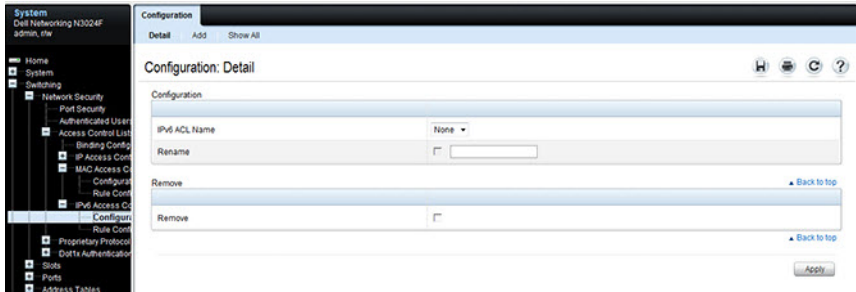 System
Dell Networking N3024F
admin, r/w
Home
System
Switching
Network Security
Port Security
Authenticated User
Access Control List
Binding Config
IP Access Cont
MAC Access C
Configurat
Rule Conf
IPv6 Access Co
Configura
Rule Conf
Proprietary Protocol
Dot1x Authentication
Slots
Ports
Address Tables
Configuration
Detail Add Show All
Configuration: Detail
Configuration
IPv6 ACL Name None
Rename
Remove ▲ Back to top
Remove
▲ Back to top
Apply